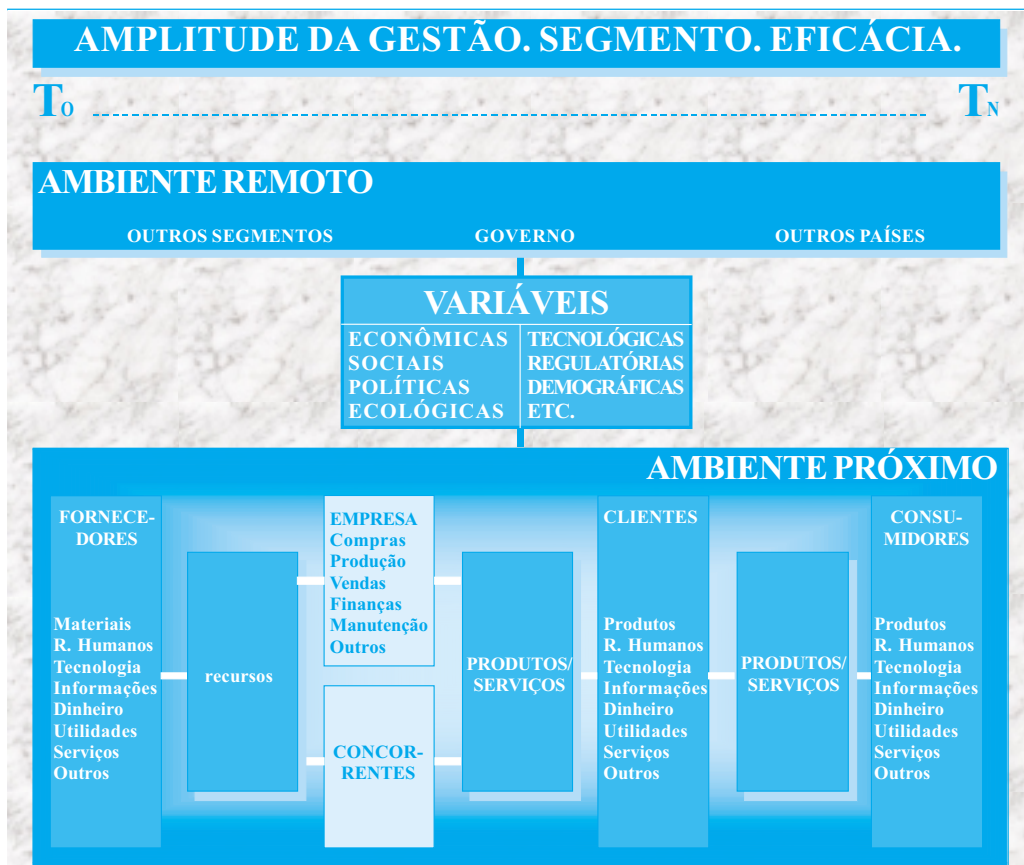 AMPLITUDE DA GESTÃO. SEGMENTO. EFICÁCIA.
TO TN
AMBIENTE REMOTO
OUTROS SEGMENTOS GOVERNO OUTROS PAÍSES
VARIÁVEIS
ECONÔMICAS
SOCIAIS
POLÍTICAS
ECOLÓGICAS
TECNOLÓGICAS
REGULATÓRIAS
DEMOGRÁFICAS
ETC.
AMBIENTE PRÓXIMO
FORNECE-
DORES
Materiais
R. Humanos
Tecnologia
Informações
Dinheiro
Utilidades
Serviços
Outros
recursos
EMPRESA
Compras
Produção
Vendas
Finanças
Manutenção
Outros
CONCOR-
RENTES
PRODUTOS/
SERVIÇOS
CLIENTES
Produtos
R. Humanos
Tecnologia
Informações
Dinheiro
Utilidades
Serviços
Outros
PRODUTOS/
SERVIÇOS
CONSU-
MIDORES
Produtos
R. Humanos
Tecnologia
Informações
Dinheiro
Utilidades
Serviços
Outros